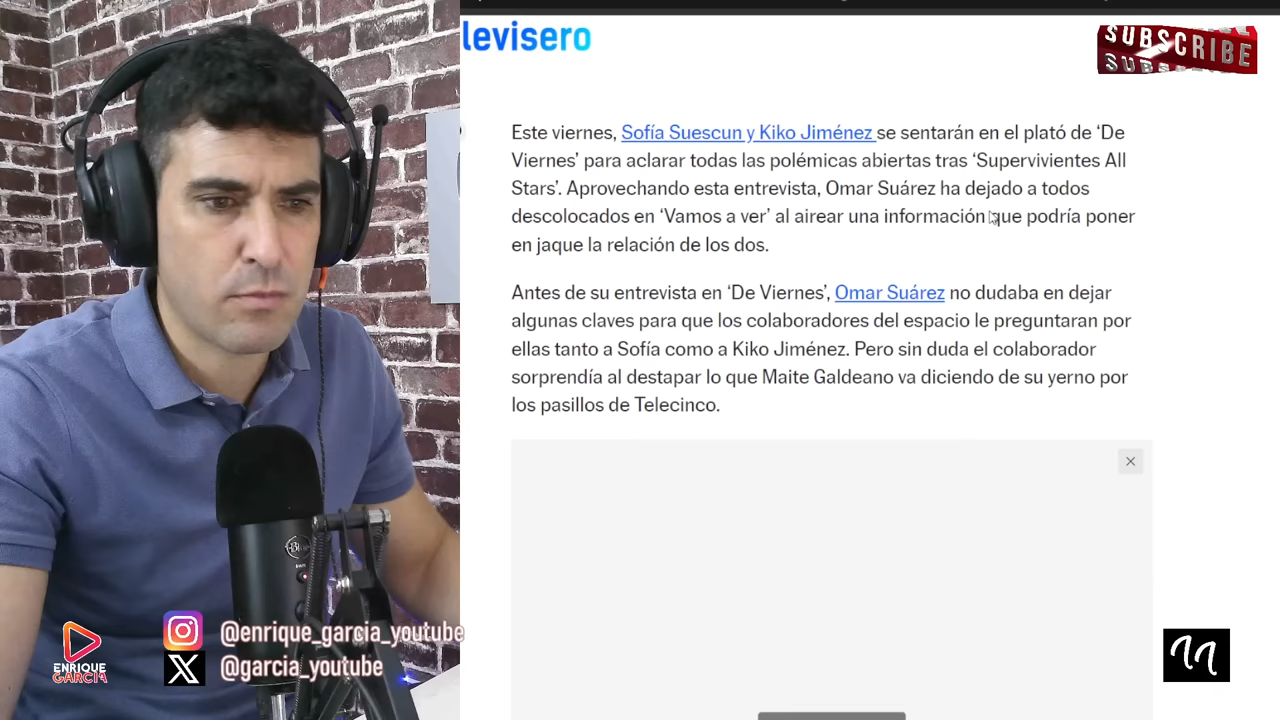 levisero
SUBSCRIBE
Este viernes, Sofía Suescun y Kiko Jiménez se sentarán en el plató de ‘De
Viernes’ para aclarar todas las polémicas abiertas tras ‘Supervivientes All
Stars’. Aprovechando esta entrevista, Omar Suárez ha dejado a todos
descolocados en ‘Vamos a ver’ al airear una información que podría poner
en jaque la relación de los dos.
Antes de su entrevista en ‘De Viernes’, Omar Suárez no dudaba en dejar
algunas claves para que los colaboradores del espacio le preguntaran por
ellas tanto a Sofía como a Kiko Jiménez. Pero sin duda el colaborador
sorprendía al destapar lo que Maite Galdeano va diciendo de su yerno por
los pasillos de Telecinco.
ENRIQUE
GARCIA
@enrique_garcia_youtube
@garcia_youtube